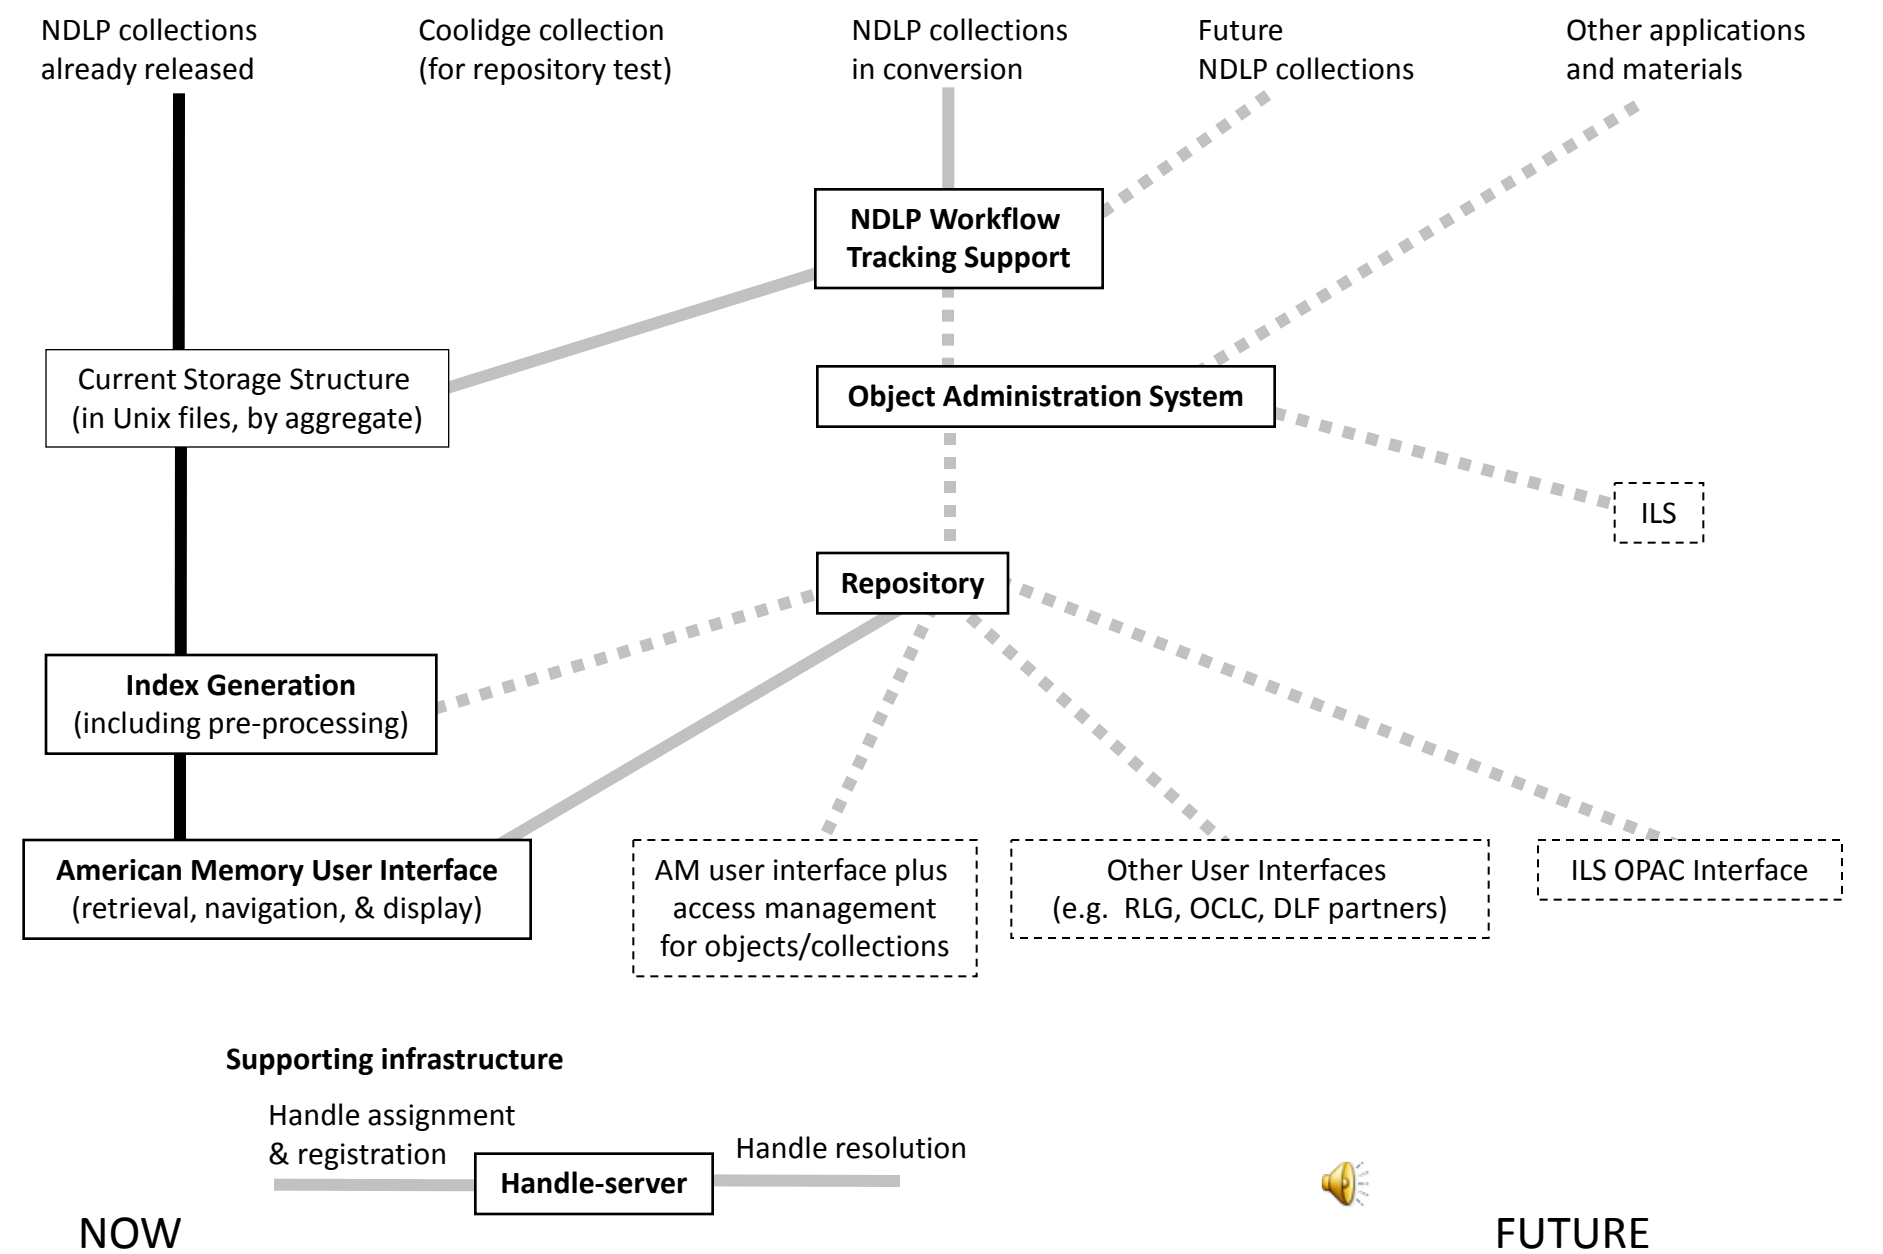 NDLP collections
already released
Coolidge collection
(for repository test)
NDLP collections
in conversion
Future
NDLP collections
Other applications
and materials
NDLP Workflow
Tracking Support
Current Storage Structure
(in Unix files, by aggregate)
Object Administration System
ILS
Repository
Index Generation
(including pre-processing)
American Memory User Interface
(retrieval, navigation, & display)
AM user interface plus
access management
for objects/collections
Other User Interfaces
(e.g. RLG, OCLC, DLF partners)
ILS OPAC Interface
Supporting infrastructure
Handle assignment
& registration
Handle-server
Handle resolution
NOW
FUTURE